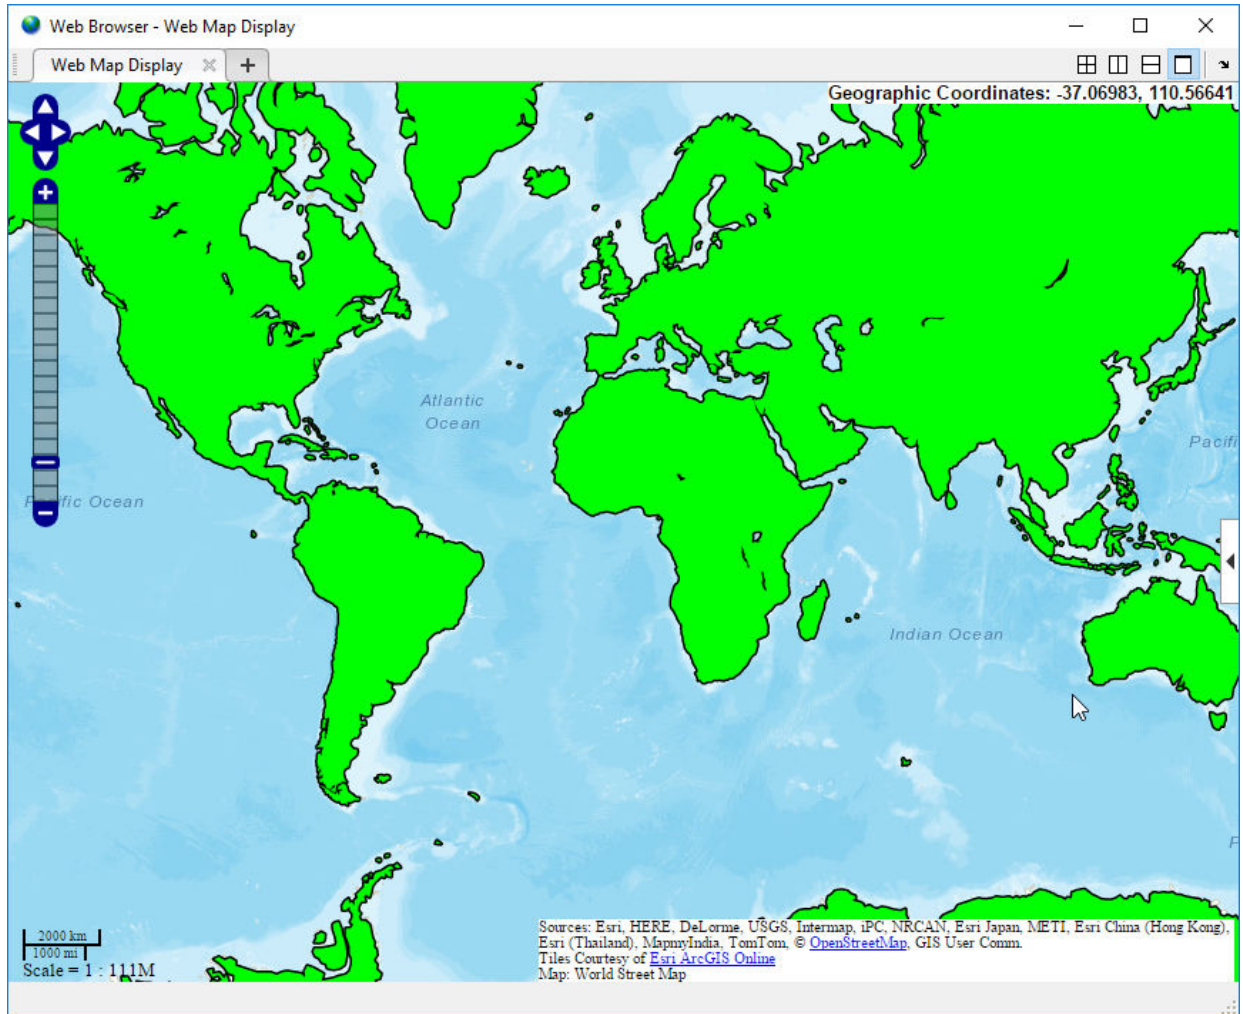 Web Browser - Web Map Display
Web Map Display
Geographic Coordinates: -37.06983, 110.56641
Atlantic
Ocean
Pacifi
Pacific Ocean
Indian Ocean
P
2000 km
1000 mi
Scale = 1 : 111M
Sources: Esri, HERE, DeLorme, USGS, Intermap, iPC, NRCAN, Esri Japan, METI, Esri China (Hong Kong),
Esri (Thailand), MapmyIndia, TomTom, © OpenStreetMap, GIS User Comm.
Tiles Courtesy of Esri ArcGIS Online
Map: World Street Map